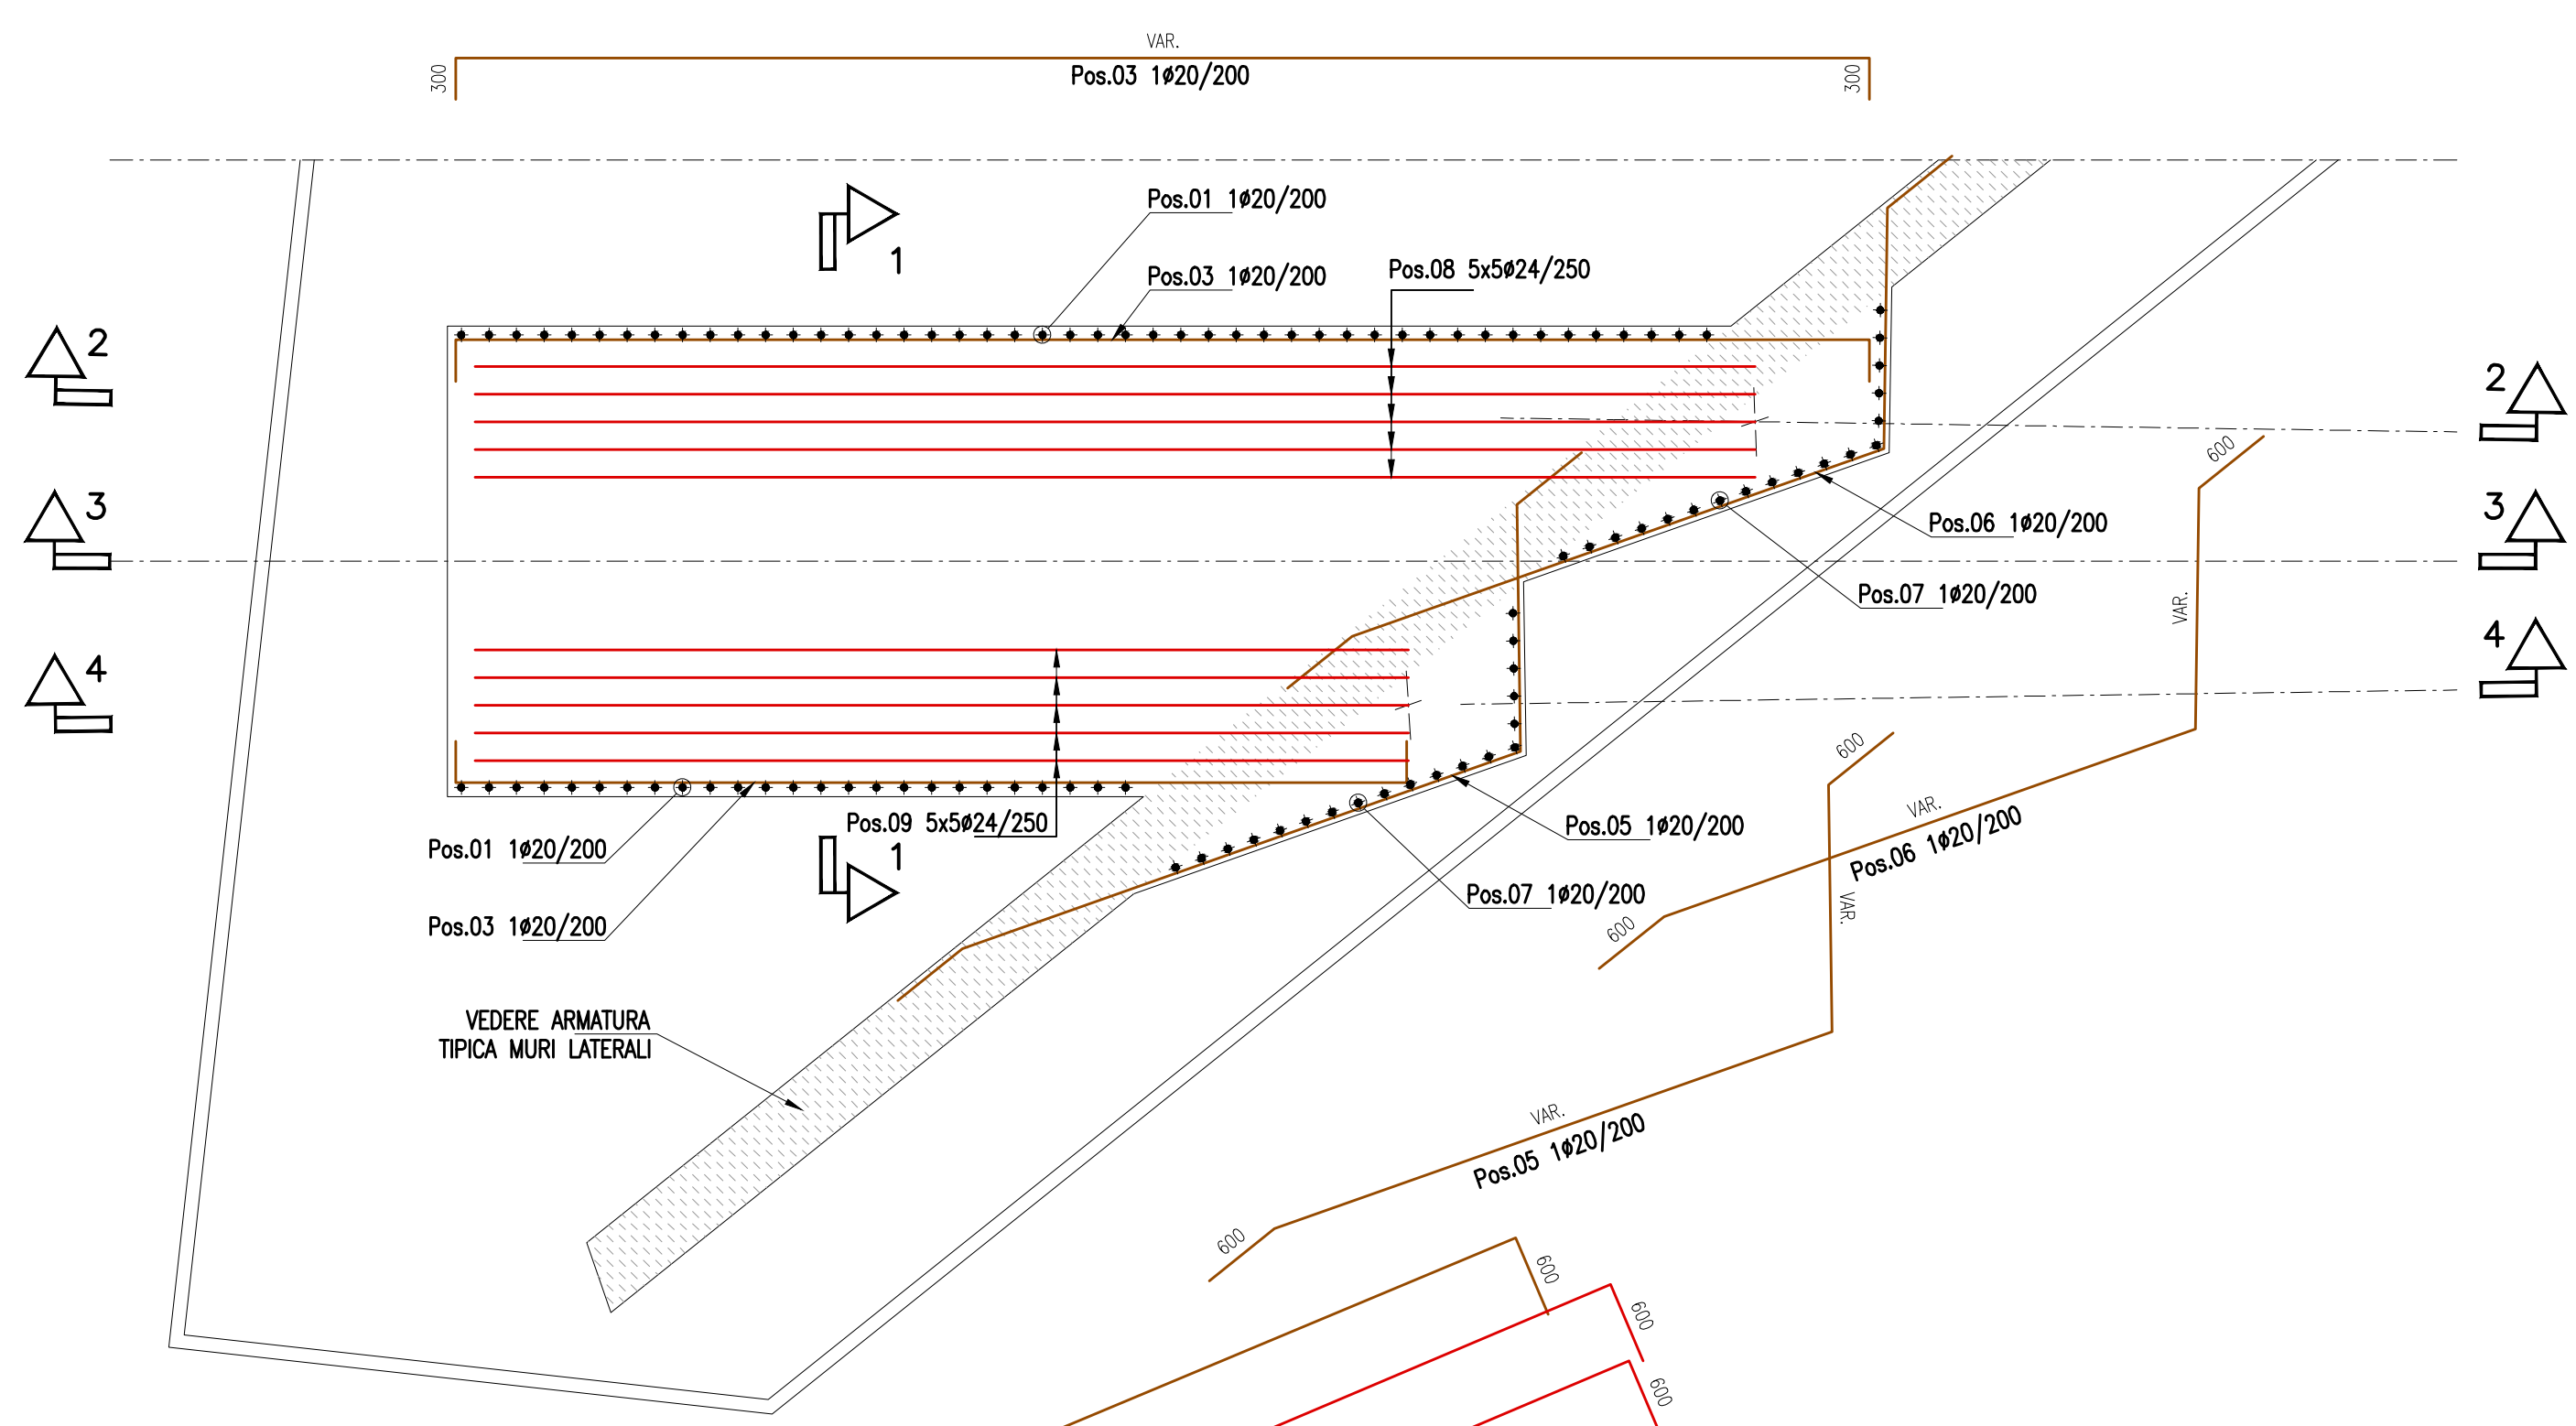 VAR.
300
Pos.03 1ø20/200
300
Pos.01 1ø20/200
1
Pos.03 1ø20/200
Pos.08 5x5ø24/250
2
2
3
3
Pos.06 1ø20/200
600
Pos.07 1ø20/200
VAR.
4
4
600
VAR.
Pos.06 1ø20/200
Pos.09 5x5ø24/250
Pos.05 1ø20/200
Pos.01 1ø20/200
1
Pos.07 1ø20/200
VAR.
Pos.03 1ø20/200
600
VEDERE ARMATURA
TIPICA MURI LATERALI
VAR.
Pos.05 1ø20/200
600
600
600
600